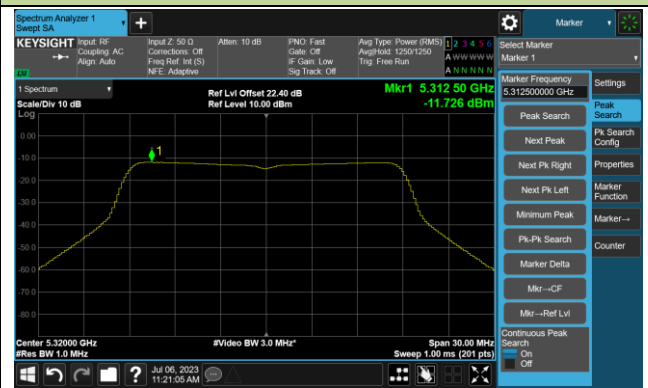 Spectrum Analyzer 1
Swept SA
+
Marker
KEYSIGHT
Input: RF
Coupling: AC
Align: Auto
Input Z: 50 Ω
Corrections: Off
Freq Ref: Int (S)
NFE: Adaptive
Atten: 10 dB
PNO: Fast
Gate: Off
IF Gain: Low
Sig Track: Off
Avg Type: Power (RMS)
Avg|Hold: 1250/1250
Trig: Free Run
1 2 3 4 5 6
A W W W W W
A N N N N N
Select Marker
Marker 1
LXI
1 Spectrum
Scale/Div 10 dB
Log
Ref Lvl Offset 22.40 dB
Ref Level 10.00 dBm
Mkr1 5.312 50 GHz
-11.726 dBm
0.00
-10.0
-20.0
-30.0
-40.0
-50.0
-60.0
-70.0
-80.0
1
Center 5.32000 GHz
#Res BW 1.0 MHz
#Video BW 3.0 MHz*
Span 30.00 MHz
Sweep 1.00 ms (201 pts)
Marker Frequency
5.312500000 GHz
Peak Search
Next Peak
Next Pk Right
Next Pk Left
Minimum Peak
Pk-Pk Search
Marker Delta
Mkr→CF
Mkr→Ref Lvl
Continuous Peak
Search
On
Off
Settings
Peak
Search
Pk Search
Config
Properties
Marker
Function
Marker→
Counter
?
Jul 06, 2023
11:21:05 AM